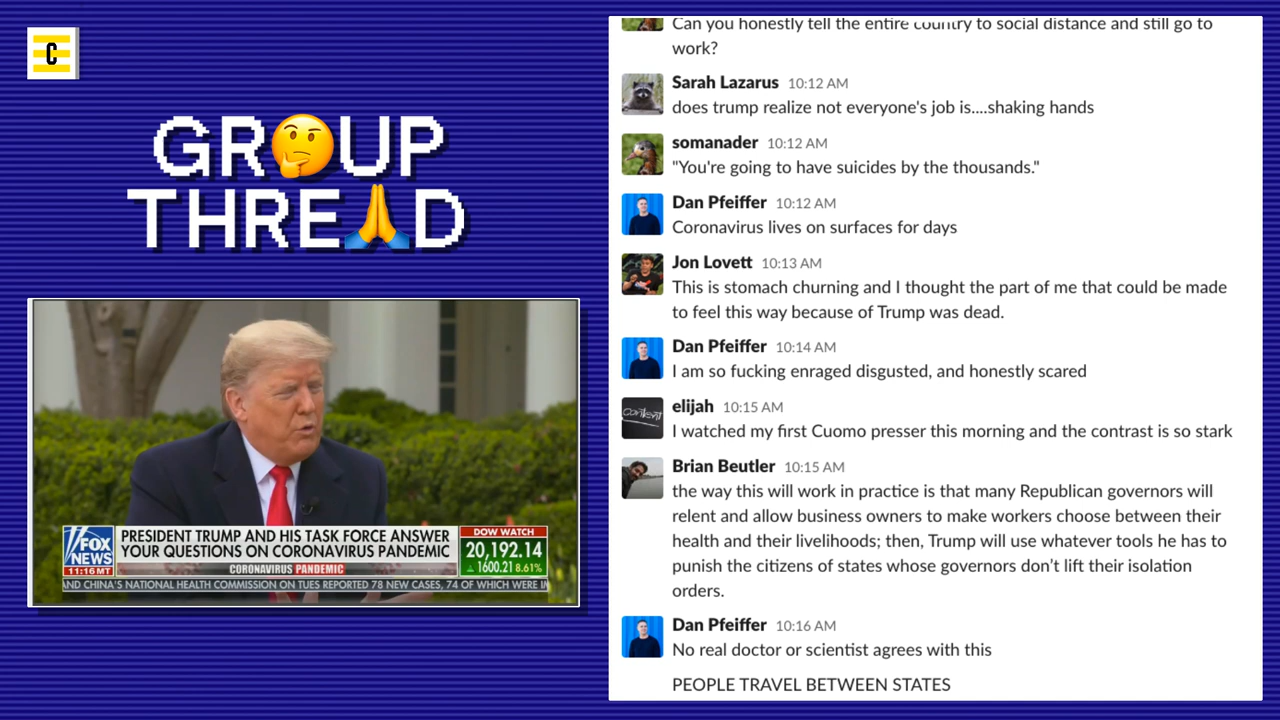 C
GR🤔UP
THRE🙏D
FOX
NEWS
11:16 MT
PRESIDENT TRUMP AND HIS TASK FORCE ANSWER
YOUR QUESTIONS ON CORONAVIRUS PANDEMIC
CORONAVIRUS PANDEMIC
DOW WATCH
20,192.14
▲ 1600.21 8.61%
AND CHINA'S NATIONAL HEALTH COMMISSION ON TUES REPORTED 78 NEW CASES, 74 OF WHICH WERE
Can you honestly tell the entire country to social distance and still go to
work?
Sarah Lazarus 10:12 AM
does trump realize not everyone's job is....shaking hands
somanader 10:12 AM
"You're going to have suicides by the thousands."
Dan Pfeiffer 10:12 AM
Coronavirus lives on surfaces for days
Jon Lovett 10:13 AM
This is stomach churning and I thought the part of me that could be made
to feel this way because of Trump was dead.
Dan Pfeiffer 10:14 AM
I am so fucking enraged disgusted, and honestly scared
content
elijah 10:15 AM
I watched my first Cuomo presser this morning and the contrast is so stark
Brian Beutler 10:15 AM
the way this will work in practice is that many Republican governors will
relent and allow business owners to make workers choose between their
health and their livelihoods; then, Trump will use whatever tools he has to
punish the citizens of states whose governors don't lift their isolation
orders.
Dan Pfeiffer 10:16 AM
No real doctor or scientist agrees with this
PEOPLE TRAVEL BETWEEN STATES